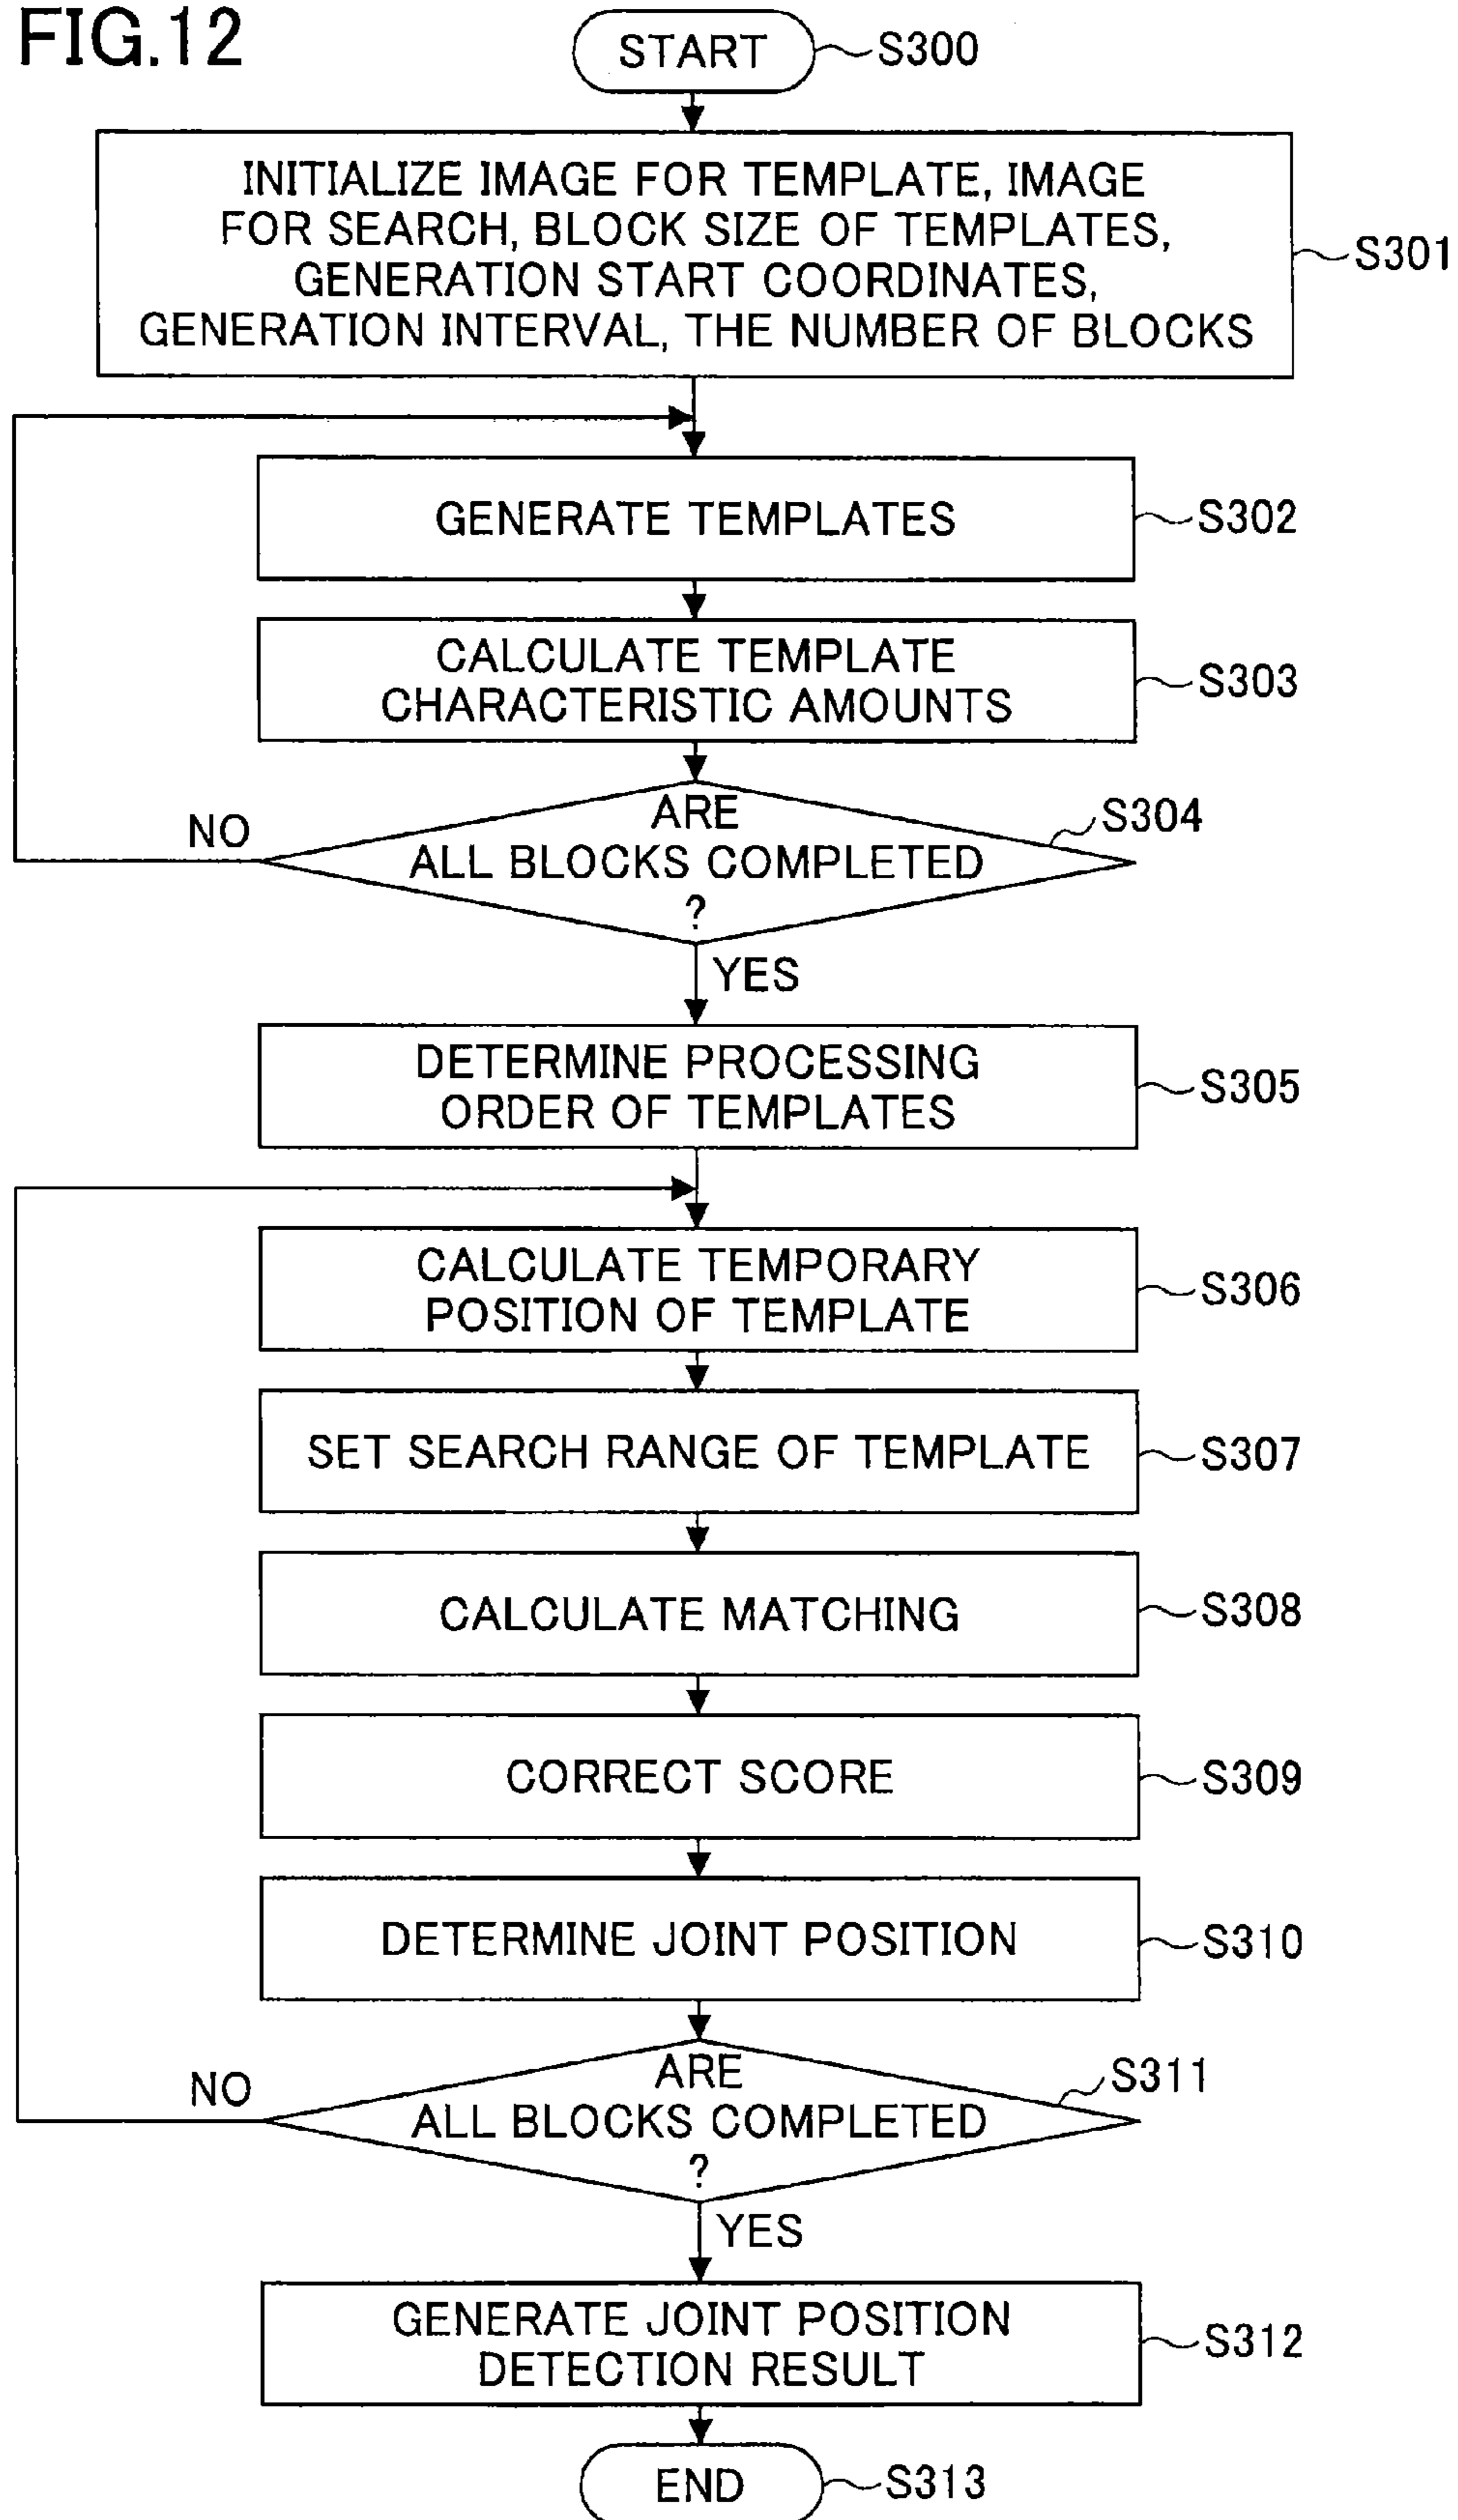 FIG.12
START
S300
INITIALIZE IMAGE FOR TEMPLATE, IMAGE
FOR SEARCH, BLOCK SIZE OF TEMPLATES,
GENERATION START COORDINATES,
GENERATION INTERVAL, THE NUMBER OF BLOCKS
S301
GENERATE TEMPLATES
S302
CALCULATE TEMPLATE
CHARACTERISTIC AMOUNTS
S303
ARE
ALL BLOCKS COMPLETED
?
S304
NO
YES
DETERMINE PROCESSING
ORDER OF TEMPLATES
S305
CALCULATE TEMPORARY
POSITION OF TEMPLATE
S306
SET SEARCH RANGE OF TEMPLATE
S307
CALCULATE MATCHING
S308
CORRECT SCORE
S309
DETERMINE JOINT POSITION
S310
ARE
ALL BLOCKS COMPLETED
?
S311
NO
YES
GENERATE JOINT POSITION
DETECTION RESULT
S312
END
S313